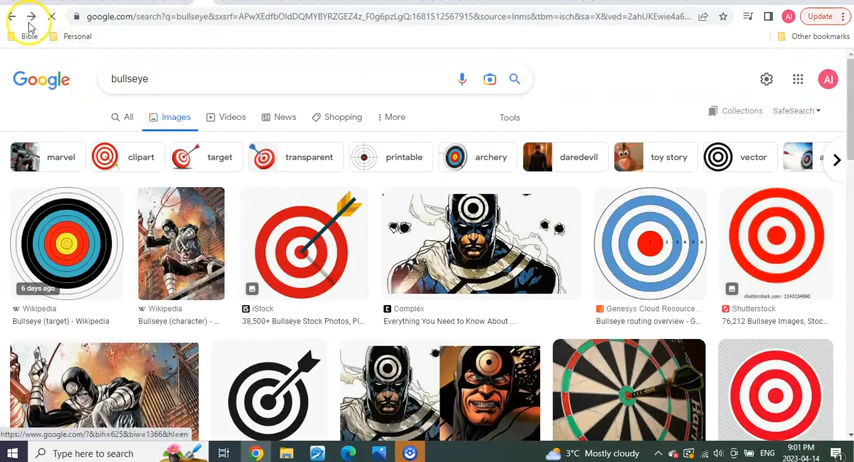 google.com/search?q=bullseye&sxsrf=APwXEdfbOldDQMYBYRZGEZ4z_F0g6pzLgQ:1681512567915&source=lnms&tbm=isch&sa=X&ved=2ahUKEwie4a6...
Update
Bible
Personal
Other bookmarks
Google
bullseye
AI
All
Images
Videos
News
Shopping
More
Tools
Collections
SafeSearch
marvel
clipart
target
transparent
printable
archery
daredevil
toy story
vector
6 days ago
shutterstock.com · 1143134060
W Wikipedia
Bullseye (target) - Wikipedia
W Wikipedia
Bullseye (character) - ...
iStock
38,500+ Bullseye Stock Photos, Pi...
Complex
Everything You Need to Know About ...
Genesys Cloud Resource...
Bullseye routing overview - G...
Shutterstock
76,212 Bullseye Images, Stoc...
Harr
https://www.google.com/?&bih=625&biw=1366&hl=en
Type here to search
3°C Mostly cloudy
ENG
9:01 PM
2023-04-14